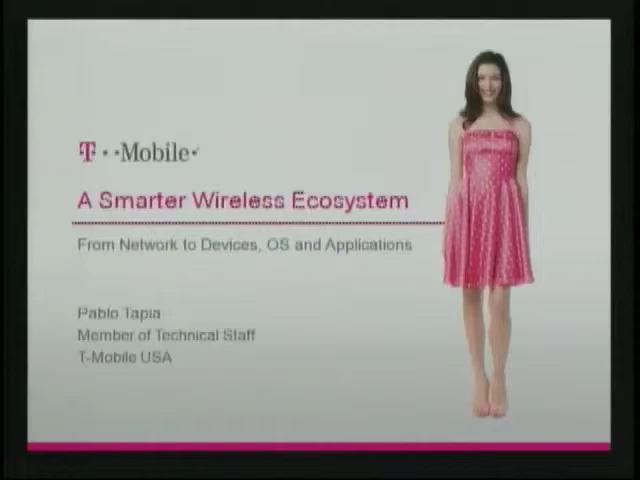 T··Mobile·
A Smarter Wireless Ecosystem
From Network to Devices, OS and Applications
Pablo Tapia
Member of Technical Staff
T-Mobile USA